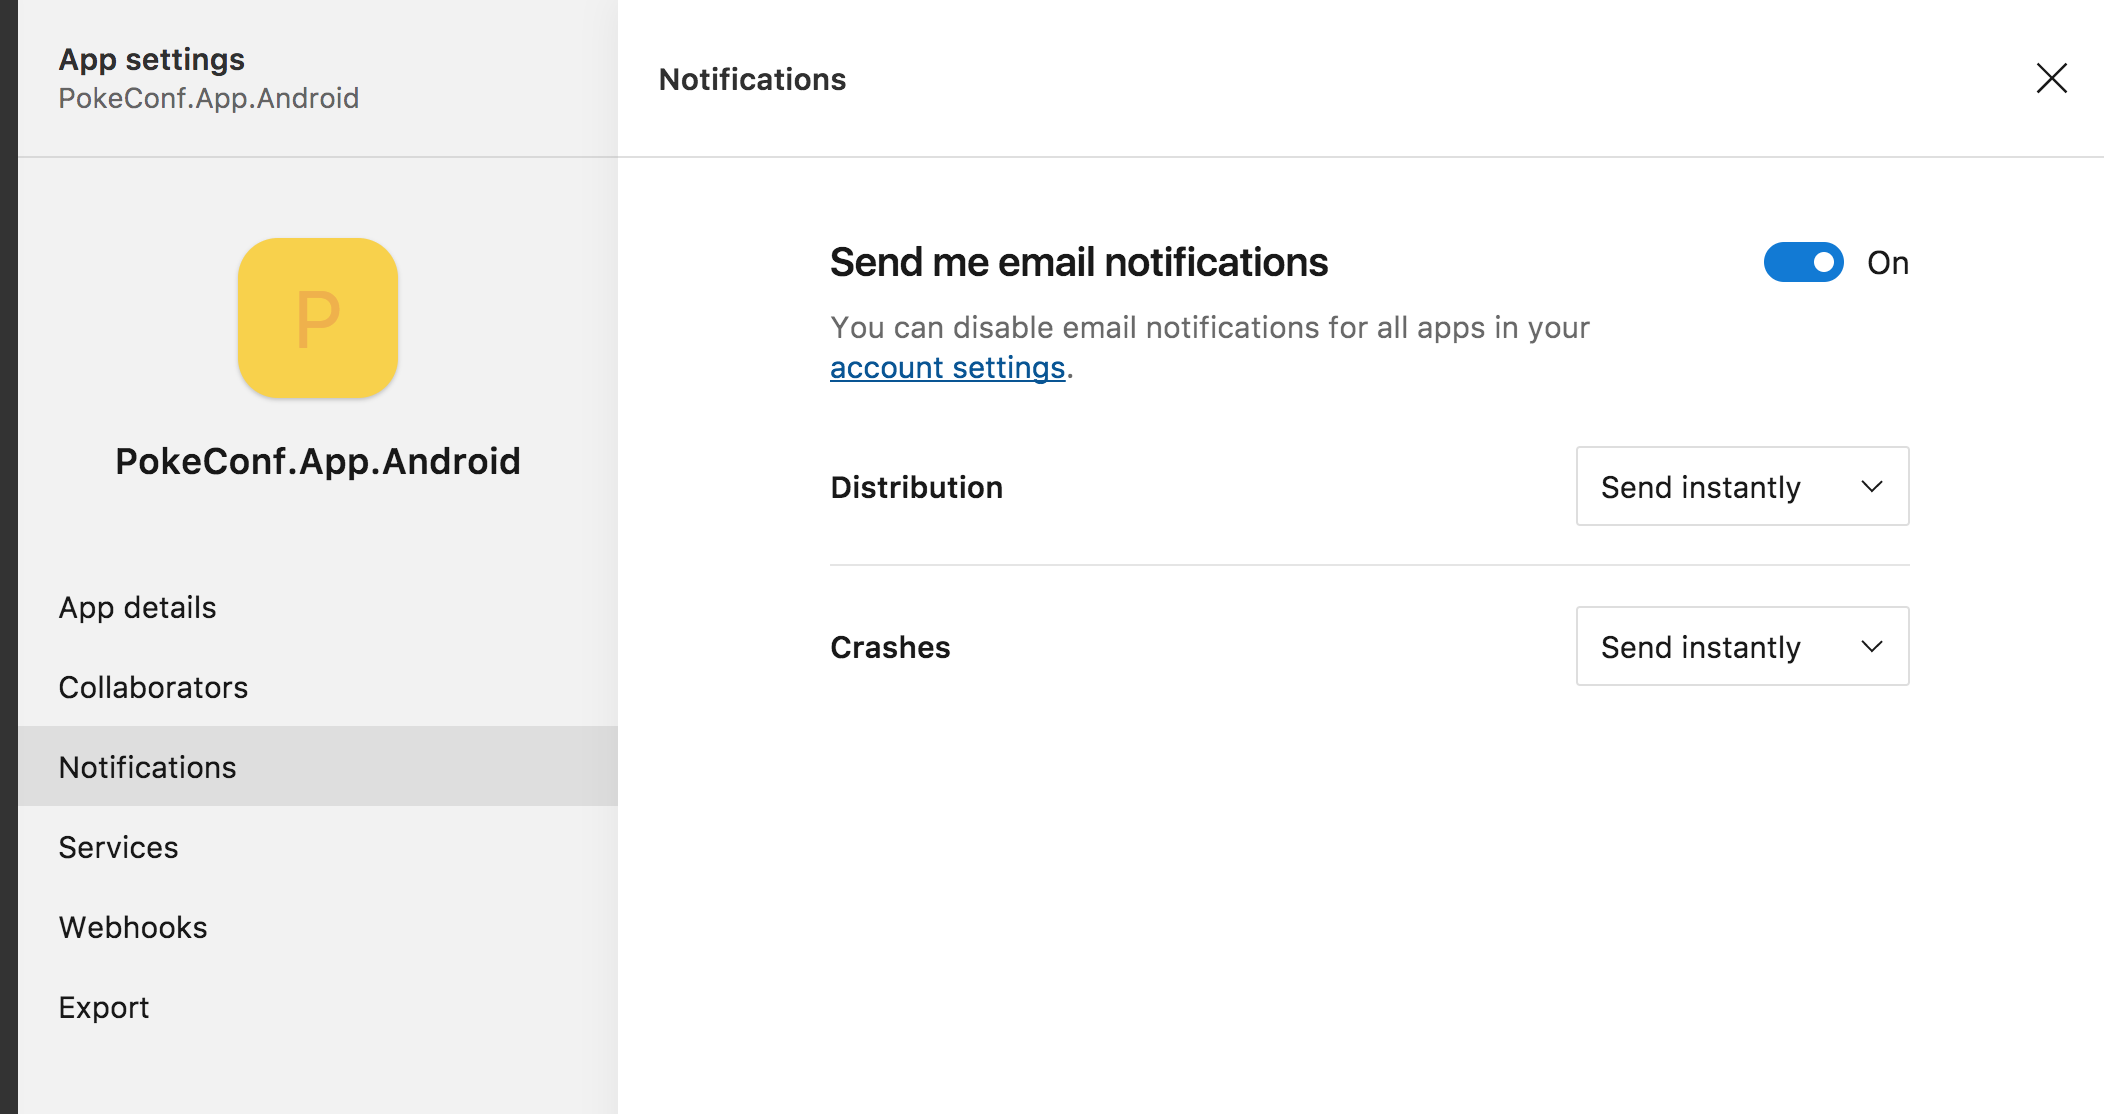 App settings
PokeConf.App.Android
Notifications
P
PokeConf.App.Android
App details
Collaborators
Notifications
Services
Webhooks
Export
Send me email notifications
On
You can disable email notifications for all apps in your
account settings.
Distribution
Send instantly
Crashes
Send instantly